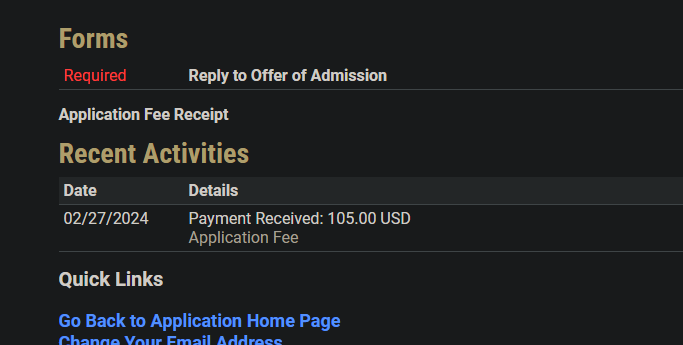 Forms
Required Reply to Offer of Admission
Application Fee Receipt
Recent Activities
Date Details
02/27/2024 Payment Received: 105.00 USD
Application Fee
Quick Links
Go Back to Application Home Page
Change Your Email Address